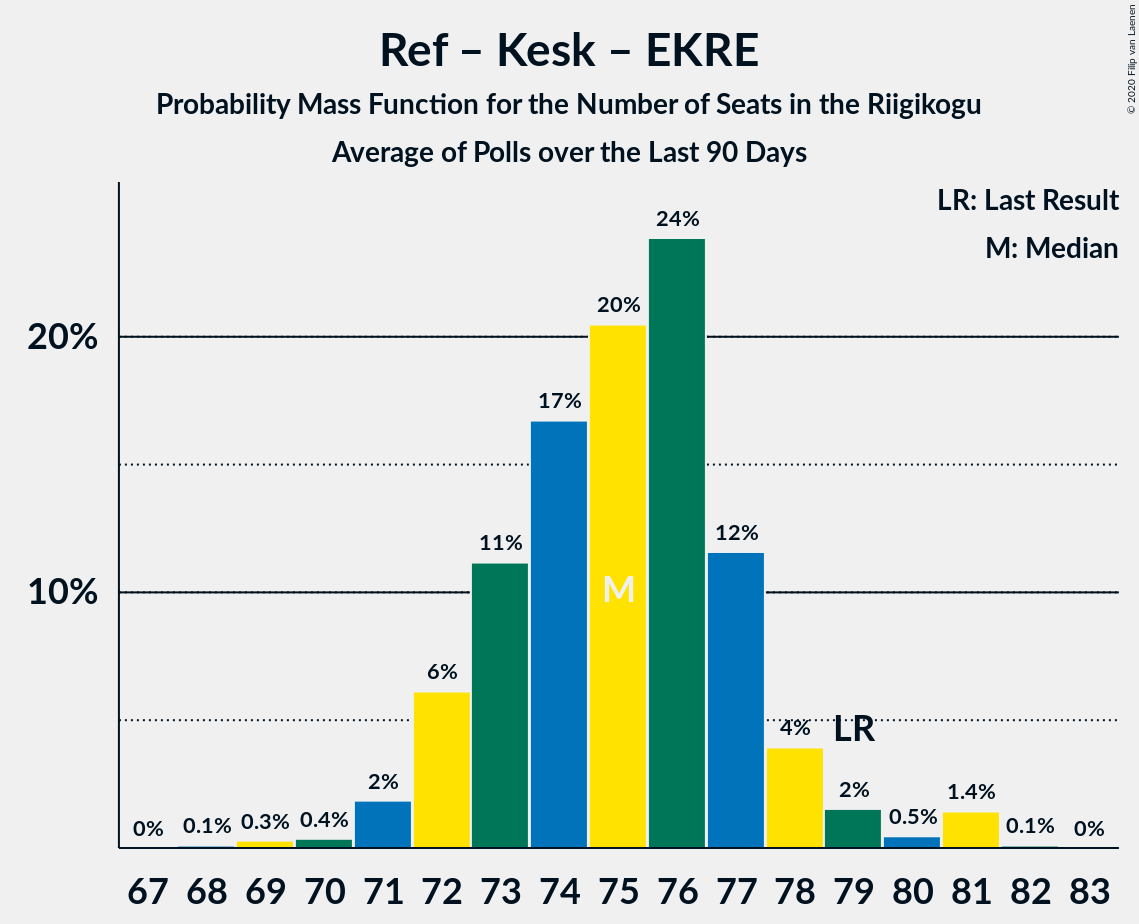 Ref – Kesk – EKRE
Probability Mass Function for the Number of Seats in the Riigikogu
Average of Polls over the Last 90 Days
© 2020 Filip van Laenen
LR: Last Result
M: Median
20%
10%
0%
0.1%
0.3%
0.4%
2%
6%
11%
17%
20%
24%
12%
4%
2%
0.5%
1.4%
0.1%
0%
M
LR
67 68 69 70 71 72 73 74 75 76 77 78 79 80 81 82 83